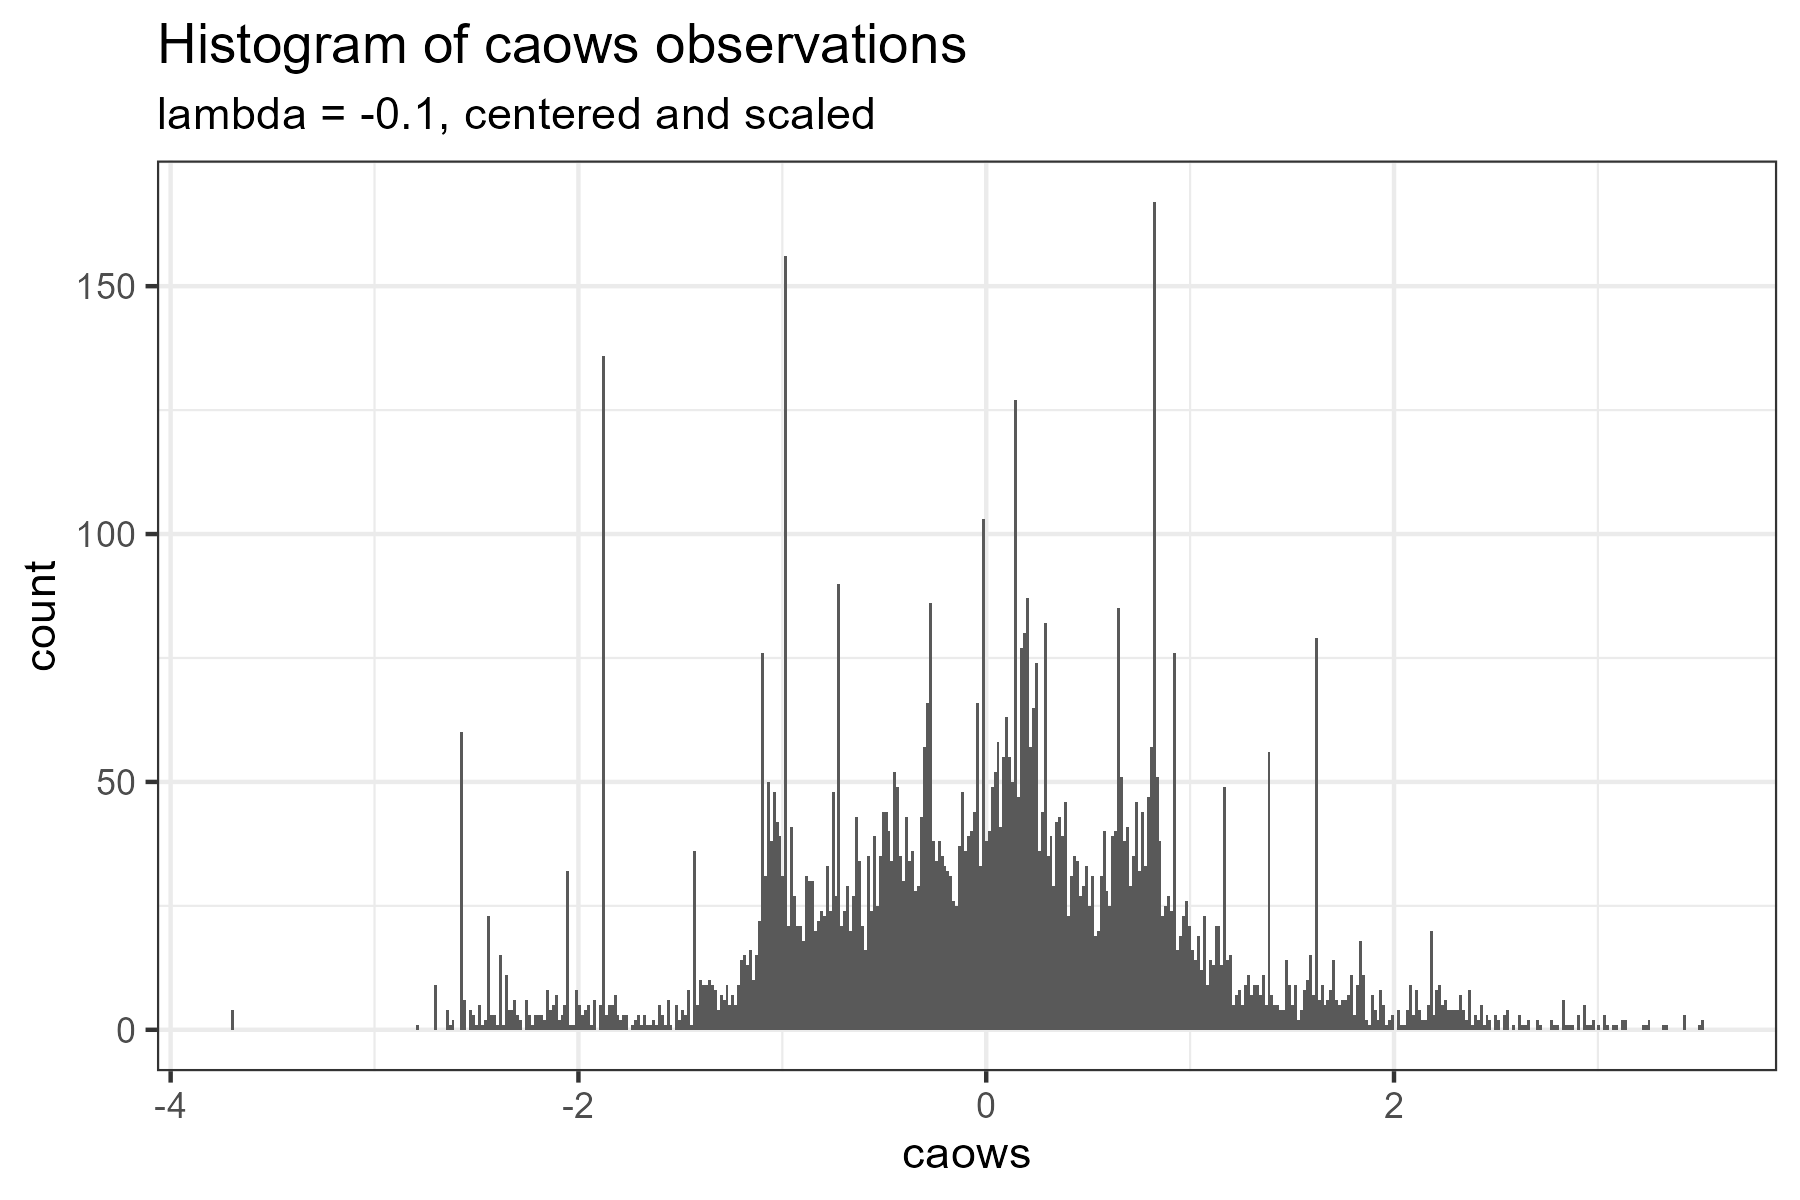 Histogram of caows observations
lambda = -0.1, centered and scaled
150
100
50
0
count
-4 -2 0 2
caows